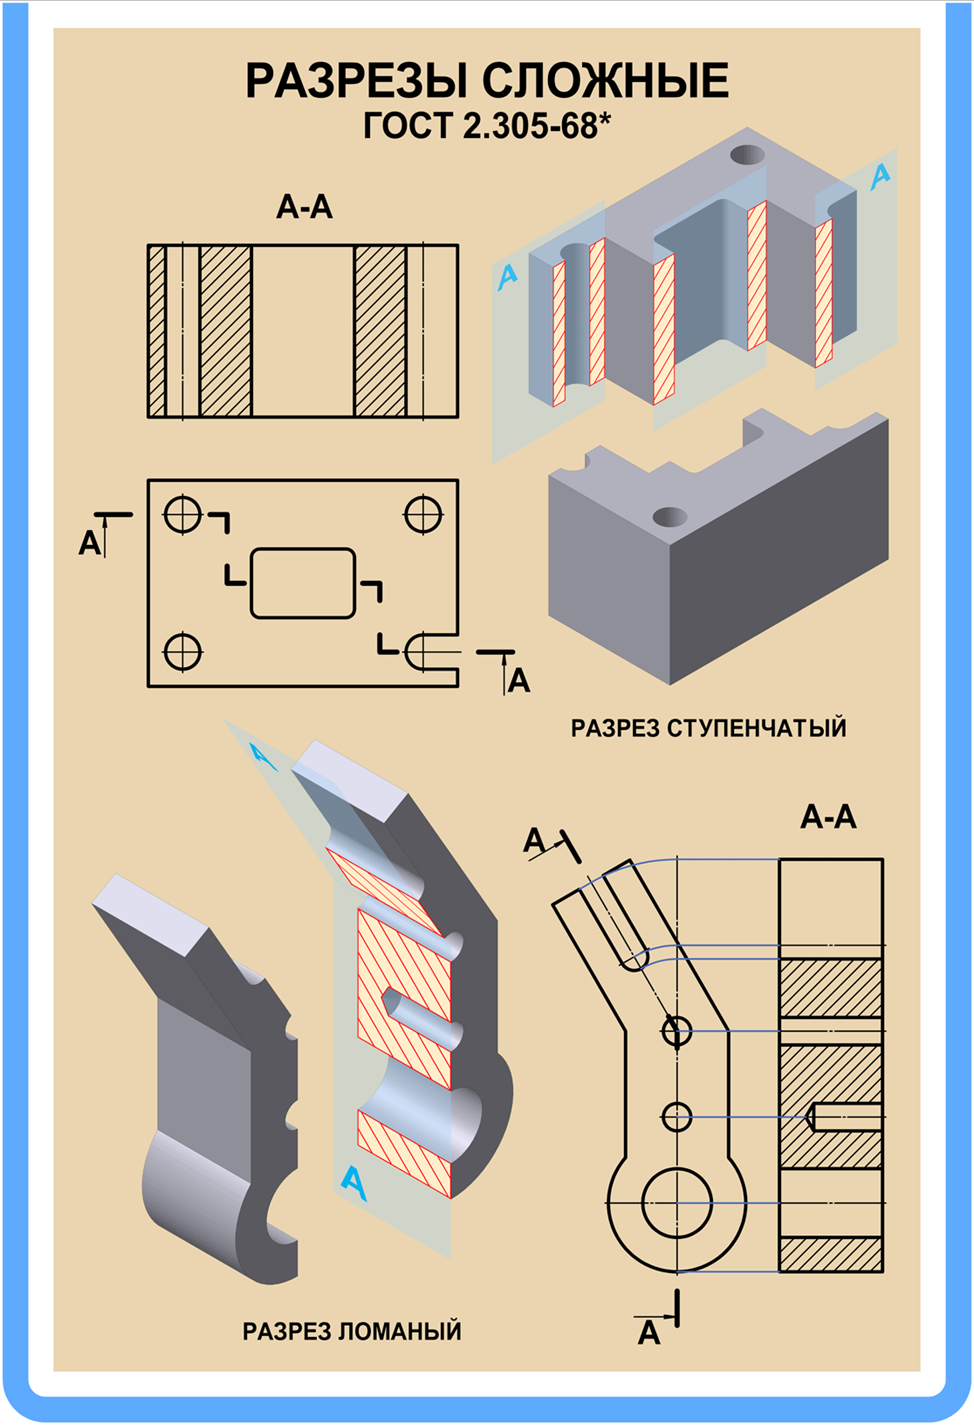 РАЗРЕЗЫ СЛОЖНЫЕ
ГОСТ 2.305-68*
А-А
А
А
А
А
РАЗРЕЗ СТУПЕНЧАТЫЙ
А
А-А
А
А
А
РАЗРЕЗ ЛОМАНЫЙ